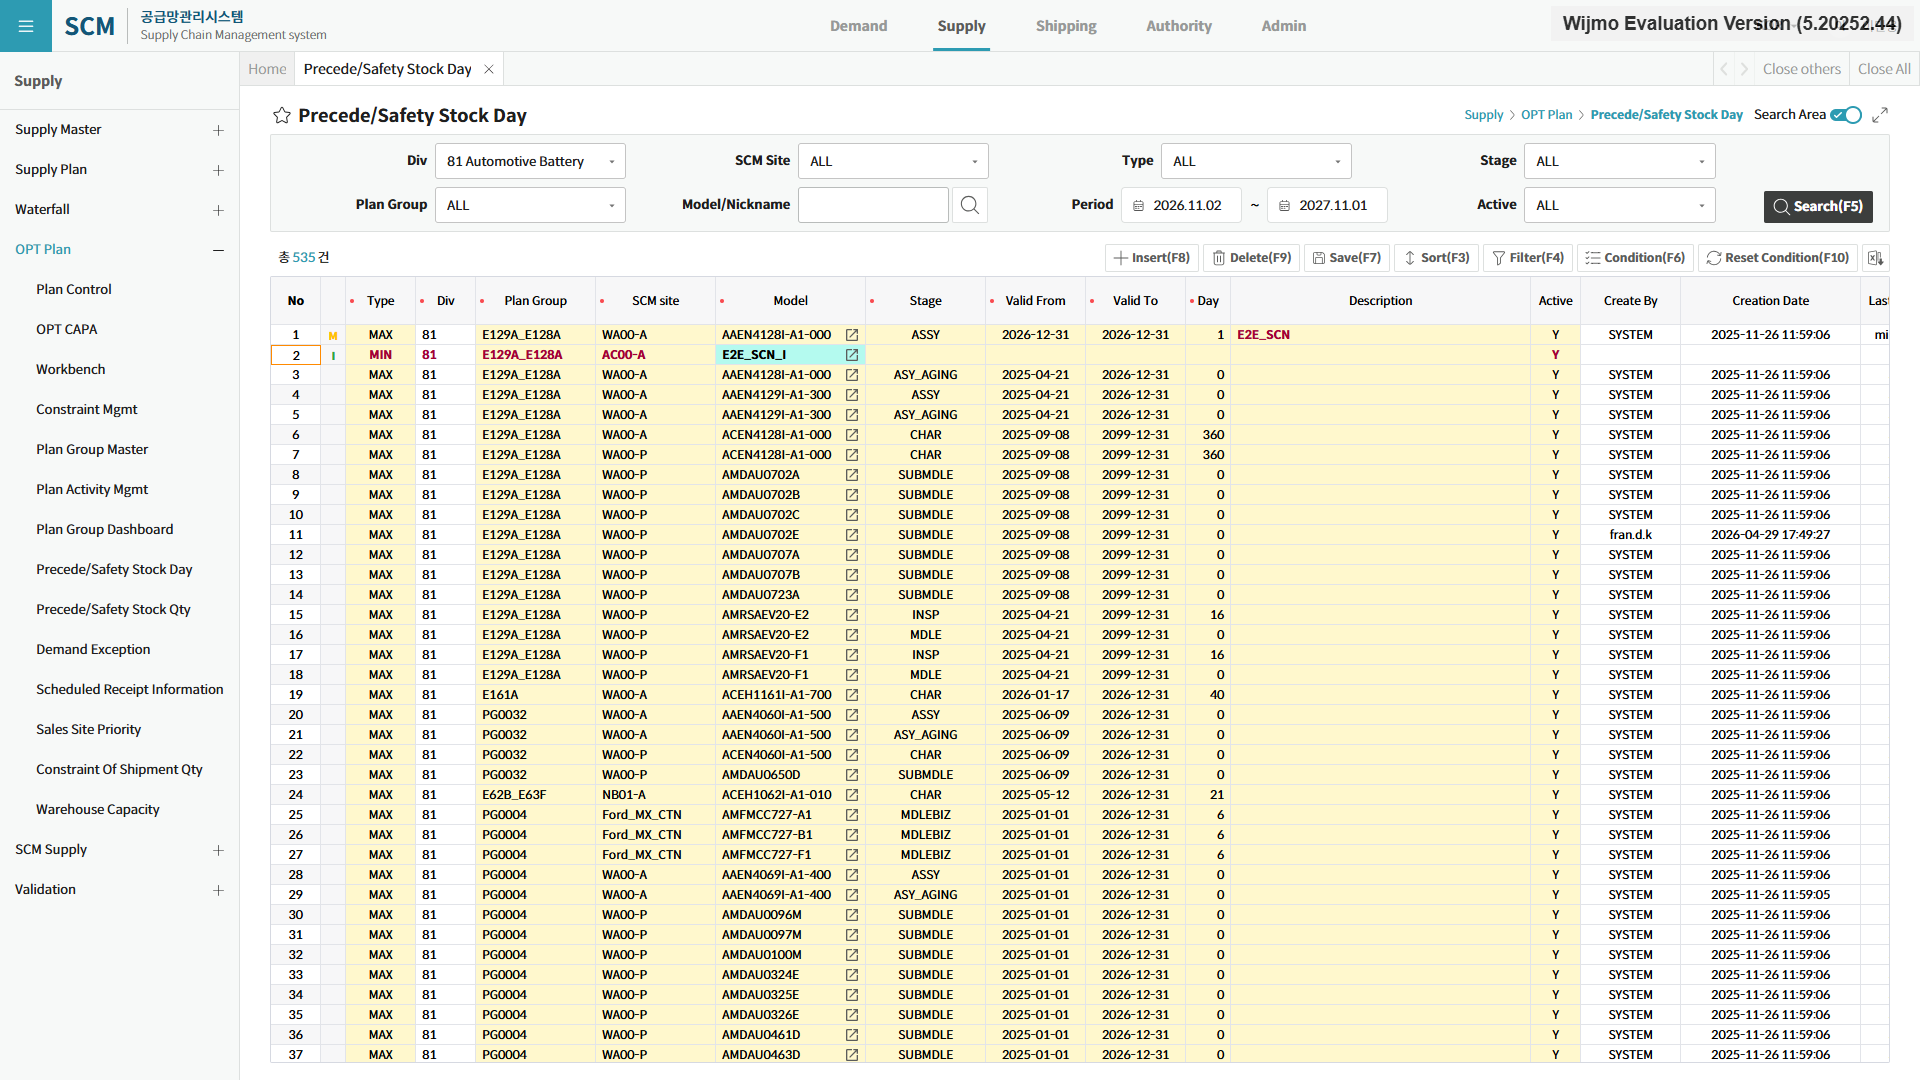 SCM 공급망관리시스템 Supply Chain Management system
Demand Supply Shipping Authority Admin
Wijmo Evaluation Version (5.20252.44)
Supply
Home Precede/Safety Stock Day
Close others Close All
Supply Master
Supply Plan
Waterfall
OPT Plan
Plan Control
OPT CAPA
Workbench
Constraint Mgmt
Plan Group Master
Plan Activity Mgmt
Plan Group Dashboard
Precede/Safety Stock Day
Precede/Safety Stock Qty
Demand Exception
Scheduled Receipt Information
Sales Site Priority
Constraint Of Shipment Qty
Warehouse Capacity
SCM Supply
Validation
Precede/Safety Stock Day
Supply > OPT Plan > Precede/Safety Stock Day Search Area
Div 81 Automotive Battery SCM Site ALL Type ALL Stage ALL
Plan Group ALL Model/Nickname Period 2026.11.02 ~ 2027.11.01 Active ALL Search(F5)
총 535 건
Insert(F8) Delete(F9) Save(F7) Sort(F3) Filter(F4) Condition(F6) Reset Condition(F10)
No Type Div Plan Group SCM site Model Stage Valid From Valid To Day Description Active Create By Creation Date Las
1 M MAX 81 E129A_E128A WA00-A AAEN4128I-A1-000 ASSY 2026-12-31 2026-12-31 1 E2E_SCN Y SYSTEM 2025-11-26 11:59:06 mi
2 I MIN 81 E129A_E128A AC00-A E2E_SCN_I Y
3 MAX 81 E129A_E128A WA00-A AAEN4128I-A1-000 ASY_AGING 2025-04-21 2026-12-31 0 Y SYSTEM 2025-11-26 11:59:06
4 MAX 81 E129A_E128A WA00-A AAEN4129I-A1-300 ASSY 2025-04-21 2026-12-31 0 Y SYSTEM 2025-11-26 11:59:06
5 MAX 81 E129A_E128A WA00-A AAEN4129I-A1-300 ASY_AGING 2025-04-21 2026-12-31 0 Y SYSTEM 2025-11-26 11:59:06
6 MAX 81 E129A_E128A WA00-A ACEN4128I-A1-000 CHAR 2025-09-08 2099-12-31 360 Y SYSTEM 2025-11-26 11:59:06
7 MAX 81 E129A_E128A WA00-P ACEN4128I-A1-000 CHAR 2025-09-08 2099-12-31 360 Y SYSTEM 2025-11-26 11:59:06
8 MAX 81 E129A_E128A WA00-P AMDAU0702A SUBMDLE 2025-09-08 2099-12-31 0 Y SYSTEM 2025-11-26 11:59:06
9 MAX 81 E129A_E128A WA00-P AMDAU0702B SUBMDLE 2025-09-08 2099-12-31 0 Y SYSTEM 2025-11-26 11:59:06
10 MAX 81 E129A_E128A WA00-P AMDAU0702C SUBMDLE 2025-09-08 2099-12-31 0 Y SYSTEM 2025-11-26 11:59:06
11 MAX 81 E129A_E128A WA00-P AMDAU0702E SUBMDLE 2025-09-08 2099-12-31 0 Y fran.d.k 2026-04-29 17:49:27
12 MAX 81 E129A_E128A WA00-P AMDAU0707A SUBMDLE 2025-09-08 2099-12-31 0 Y SYSTEM 2025-11-26 11:59:06
13 MAX 81 E129A_E128A WA00-P AMDAU0707B SUBMDLE 2025-09-08 2099-12-31 0 Y SYSTEM 2025-11-26 11:59:06
14 MAX 81 E129A_E128A WA00-P AMDAU0723A SUBMDLE 2025-09-08 2099-12-31 0 Y SYSTEM 2025-11-26 11:59:06
15 MAX 81 E129A_E128A WA00-P AMRSAEV20-E2 INSP 2025-04-21 2099-12-31 16 Y SYSTEM 2025-11-26 11:59:06
16 MAX 81 E129A_E128A WA00-P AMRSAEV20-E2 MDLE 2025-04-21 2099-12-31 0 Y SYSTEM 2025-11-26 11:59:06
17 MAX 81 E129A_E128A WA00-P AMRSAEV20-F1 INSP 2025-04-21 2099-12-31 16 Y SYSTEM 2025-11-26 11:59:06
18 MAX 81 E129A_E128A WA00-P AMRSAEV20-F1 MDLE 2025-04-21 2099-12-31 0 Y SYSTEM 2025-11-26 11:59:06
19 MAX 81 E161A WA00-A ACEH1161I-A1-700 CHAR 2026-01-17 2026-12-31 40 Y SYSTEM 2025-11-26 11:59:06
20 MAX 81 PG0032 WA00-A AAEN4060I-A1-500 ASSY 2025-06-09 2026-12-31 0 Y SYSTEM 2025-11-26 11:59:06
21 MAX 81 PG0032 WA00-A AAEN4060I-A1-500 ASY_AGING 2025-06-09 2026-12-31 0 Y SYSTEM 2025-11-26 11:59:06
22 MAX 81 PG0032 WA00-P ACEN4060I-A1-500 CHAR 2025-06-09 2026-12-31 0 Y SYSTEM 2025-11-26 11:59:06
23 MAX 81 PG0032 WA00-P AMDAU0650D SUBMDLE 2025-06-09 2026-12-31 0 Y SYSTEM 2025-11-26 11:59:06
24 MAX 81 E62B_E63F NB01-A ACEH1062I-A1-010 CHAR 2025-05-12 2026-12-31 21 Y SYSTEM 2025-11-26 11:59:06
25 MAX 81 PG0004 Ford_MX_CTN AMFMCC727-A1 MDLEBIZ 2025-01-01 2026-12-31 6 Y SYSTEM 2025-11-26 11:59:06
26 MAX 81 PG0004 Ford_MX_CTN AMFMCC727-B1 MDLEBIZ 2025-01-01 2026-12-31 6 Y SYSTEM 2025-11-26 11:59:06
27 MAX 81 PG0004 Ford_MX_CTN AMFMCC727-F1 MDLEBIZ 2025-01-01 2026-12-31 6 Y SYSTEM 2025-11-26 11:59:06
28 MAX 81 PG0004 WA00-A AAEN4069I-A1-400 ASSY 2025-01-01 2026-12-31 0 Y SYSTEM 2025-11-26 11:59:06
29 MAX 81 PG0004 WA00-A AAEN4069I-A1-400 ASY_AGING 2025-01-01 2026-12-31 0 Y SYSTEM 2025-11-26 11:59:05
30 MAX 81 PG0004 WA00-P AMDAU0096M SUBMDLE 2025-01-01 2026-12-31 0 Y SYSTEM 2025-11-26 11:59:06
31 MAX 81 PG0004 WA00-P AMDAU0097M SUBMDLE 2025-01-01 2026-12-31 0 Y SYSTEM 2025-11-26 11:59:06
32 MAX 81 PG0004 WA00-P AMDAU0100M SUBMDLE 2025-01-01 2026-12-31 0 Y SYSTEM 2025-11-26 11:59:06
33 MAX 81 PG0004 WA00-P AMDAU0324E SUBMDLE 2025-01-01 2026-12-31 0 Y SYSTEM 2025-11-26 11:59:06
34 MAX 81 PG0004 WA00-P AMDAU0325E SUBMDLE 2025-01-01 2026-12-31 0 Y SYSTEM 2025-11-26 11:59:06
35 MAX 81 PG0004 WA00-P AMDAU0326E SUBMDLE 2025-01-01 2026-12-31 0 Y SYSTEM 2025-11-26 11:59:06
36 MAX 81 PG0004 WA00-P AMDAU0461D SUBMDLE 2025-01-01 2026-12-31 0 Y SYSTEM 2025-11-26 11:59:06
37 MAX 81 PG0004 WA00-P AMDAU0463D SUBMDLE 2025-01-01 2026-12-31 0 Y SYSTEM 2025-11-26 11:59:06